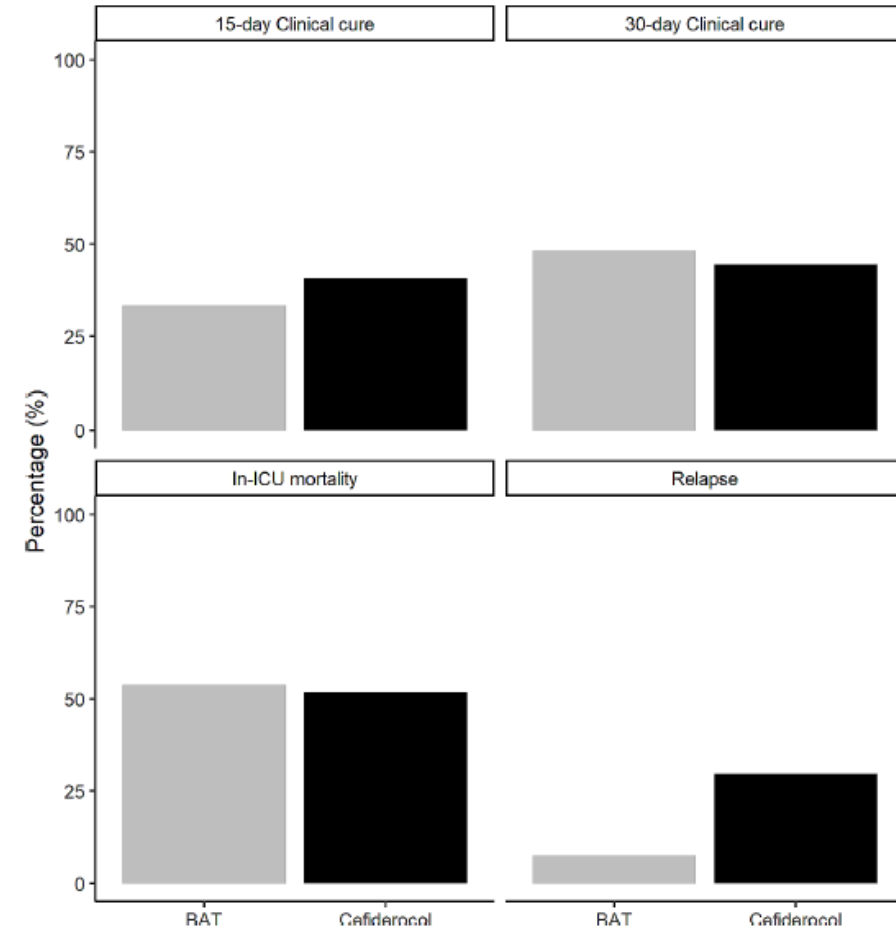 15-day Clinical cure
30-day Clinical cure
100
75
50
25
0
Percentage (%)
In-ICU mortality
Relapse
100
75
50
25
0
BAT
Cefiderocol
BAT
Cefiderocol